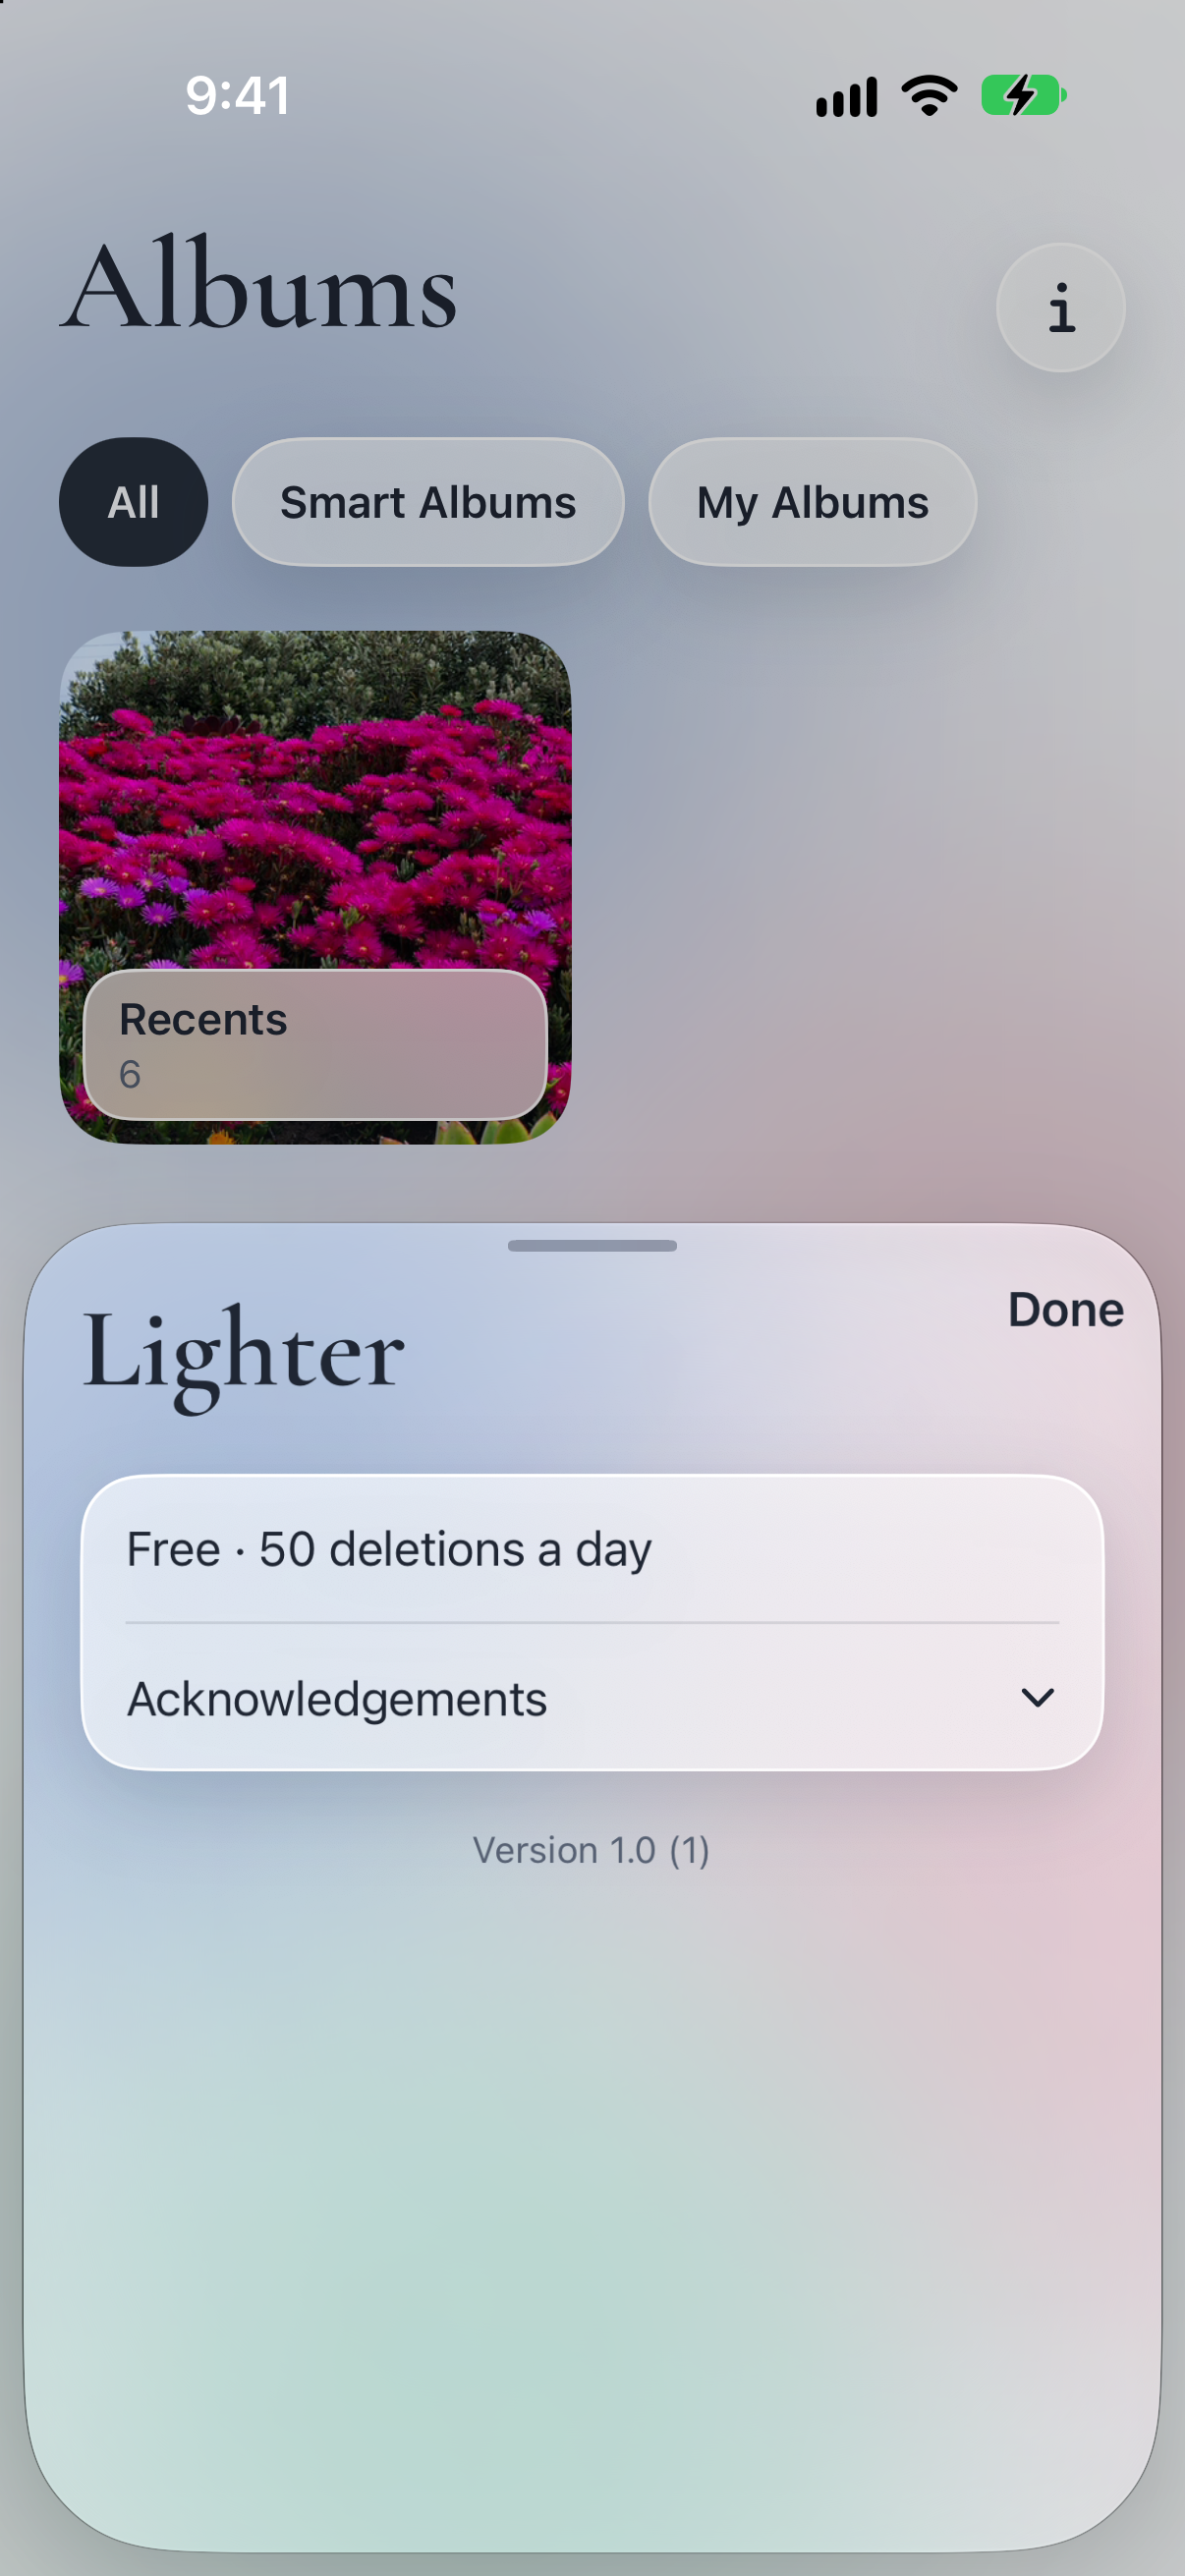 9:41
Albums
i
All
Smart Albums
My Albums
Recents
6
Lighter
Done
Free · 50 deletions a day
Acknowledgements
Version 1.0 (1)